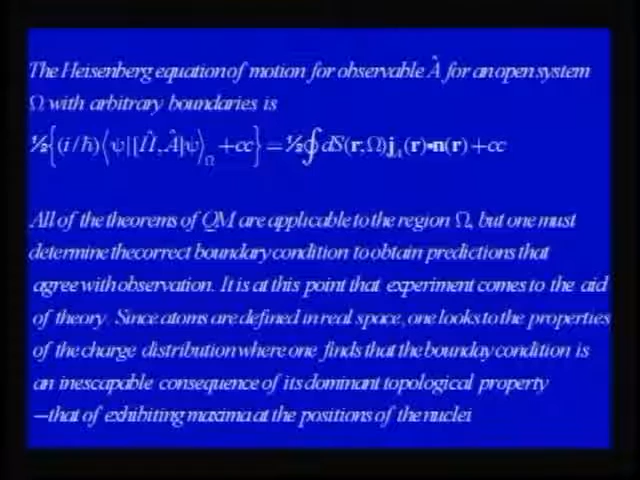 The Heisenberg equation of motion for observable Â for an open system
Ω with arbitrary boundaries is
½{(i/ħ)⟨ψ|[Ĥ,Â]ψ⟩_Ω +cc} = ½∮dS(r,Ω)j_A(r)•n(r)+cc
All of the theorems of QM are applicable to the region Ω, but one must
determine the correct boundary condition to obtain predictions that
agree with observation. It is at this point that experiment comes to the aid
of theory. Since atoms are defined in real space, one looks to the properties
of the charge distribution where one finds that the bounday condition is
an inescapable consequence of its dominant topological property
–that of exhibiting maxima at the positions of the nuclei